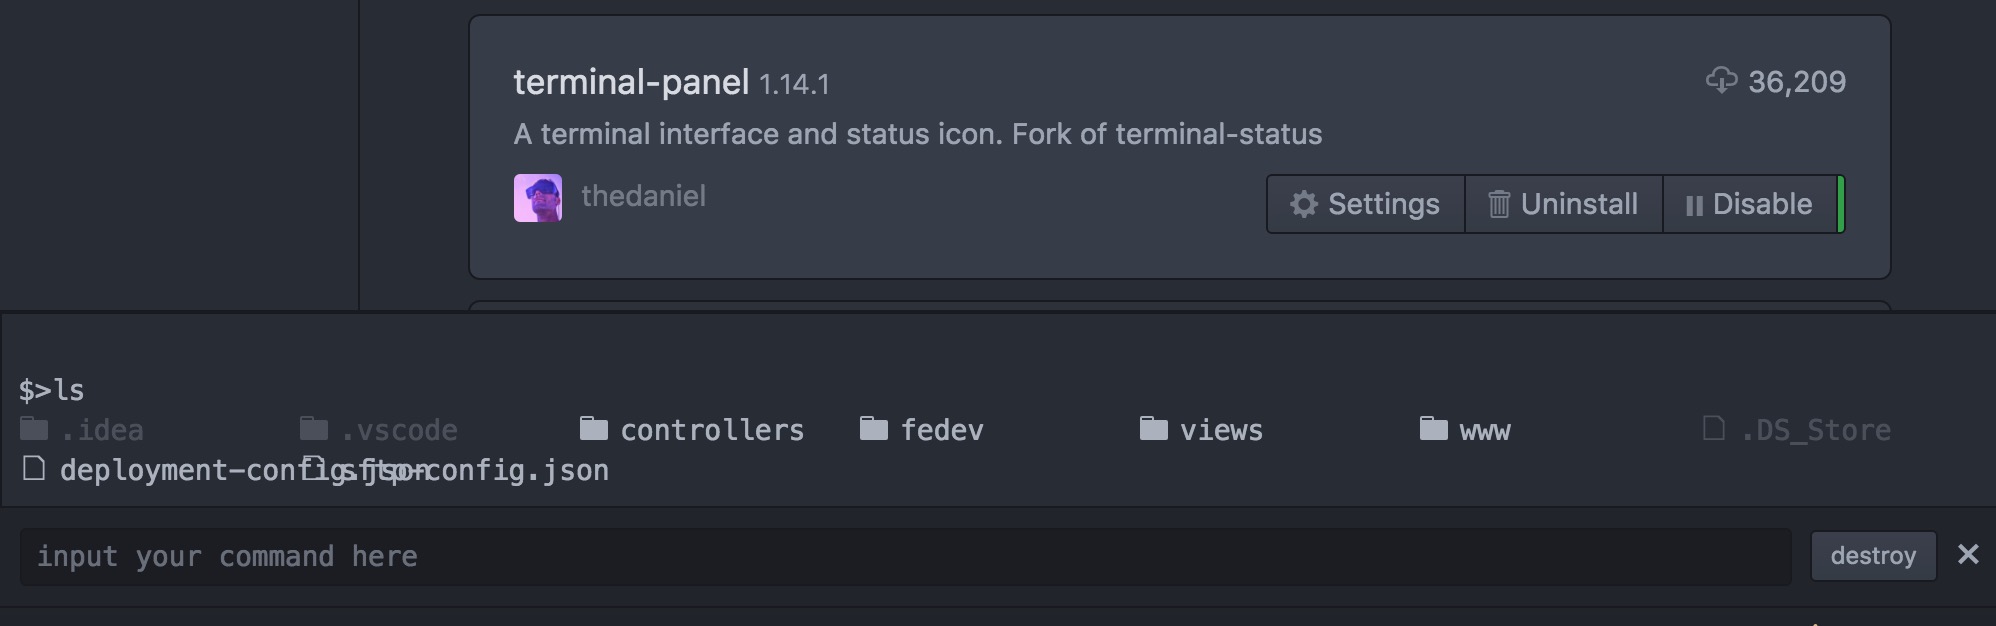 terminal-panel 1.14.1
36,209
A terminal interface and status icon. Fork of terminal-status
thedaniel
Settings Uninstall Disable
$>ls
.idea .vscode controllers fedev views www .DS_Store
deployment-config.json sftp-config.json
input your command here
destroy